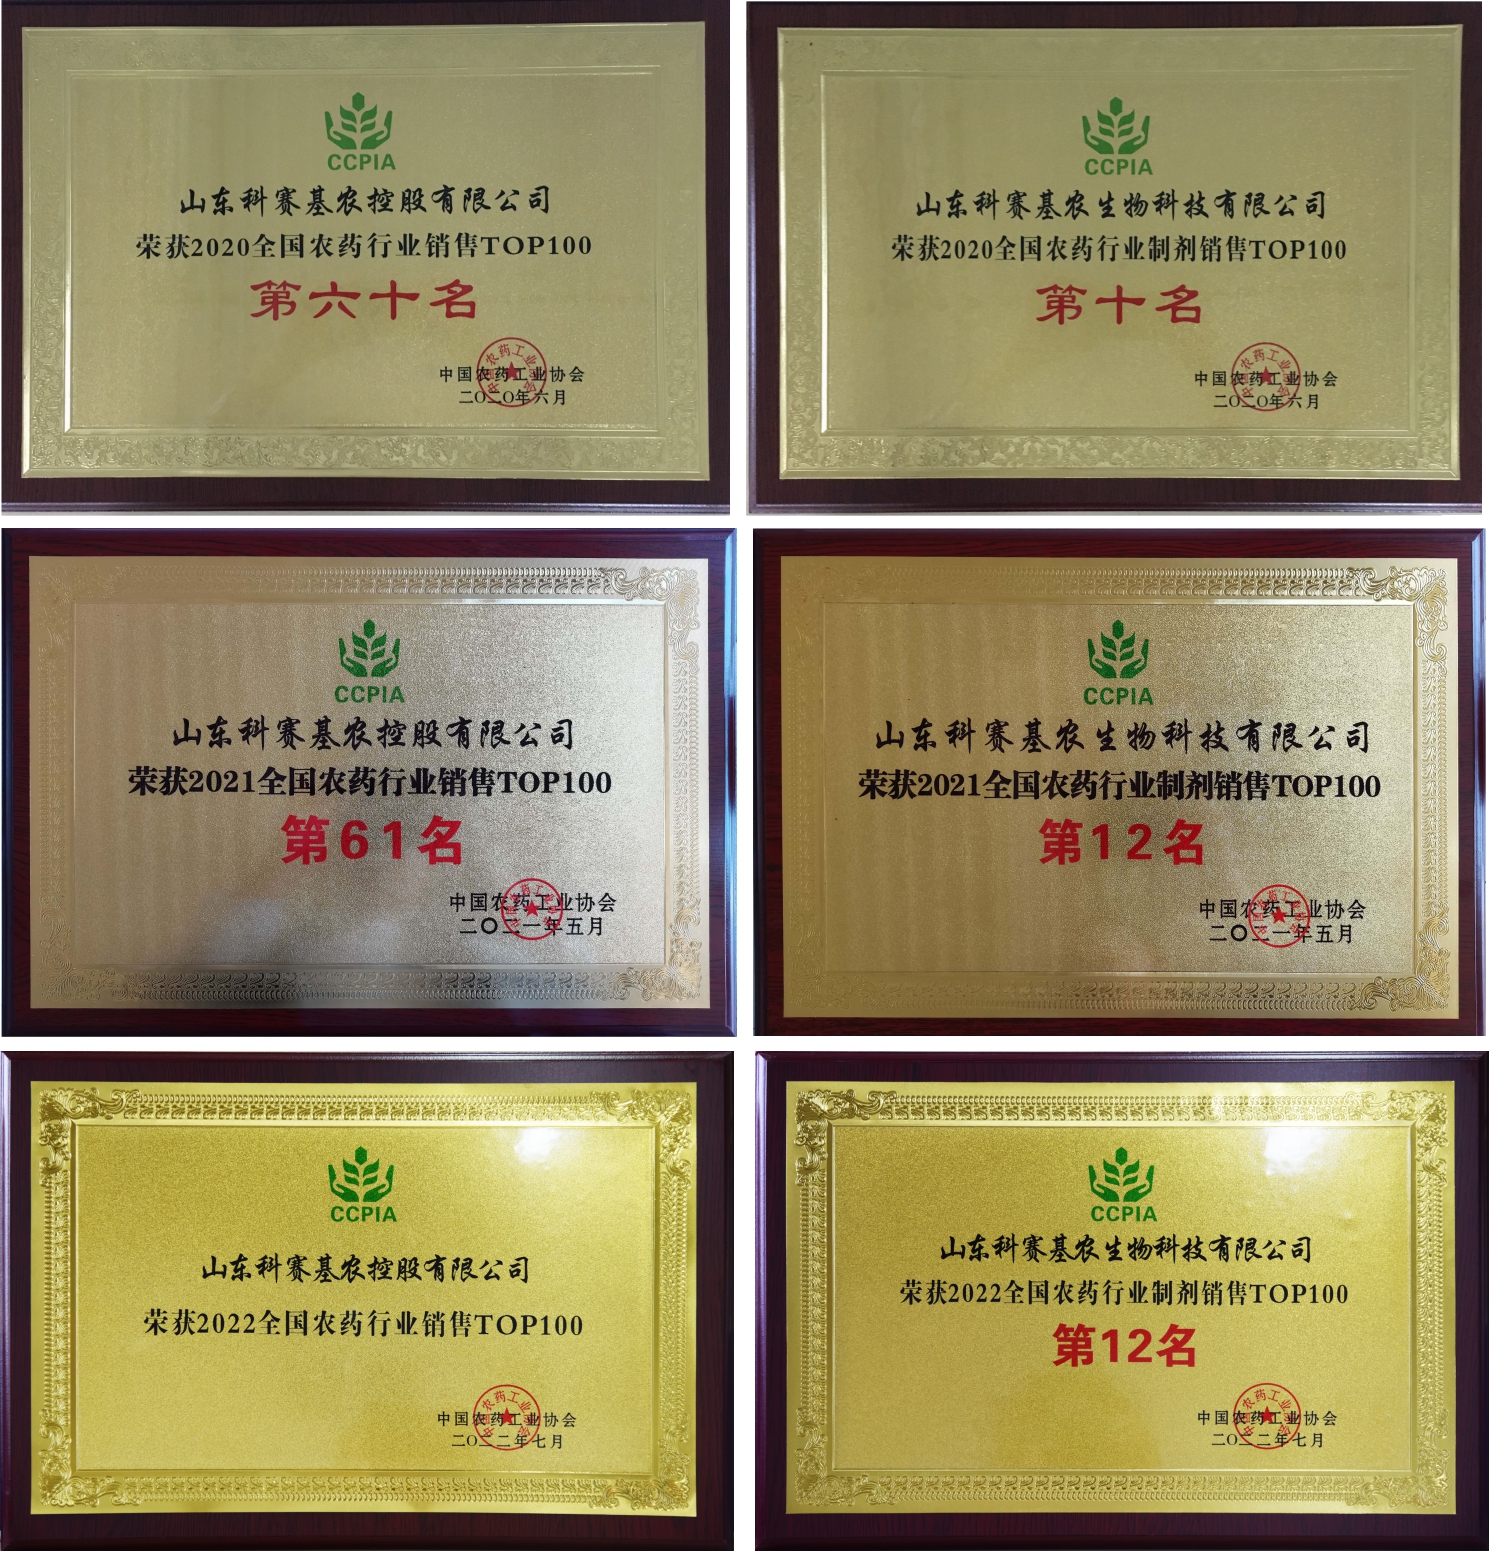 CCPIA
山东科赛基农控股有限公司
荣获2020全国农药行业销售TOP100
第六十名
中国农药工业协会
二〇二〇年六月
CCPIA
山东科赛基农生物科技有限公司
荣获2020全国农药行业制剂销售TOP100
第十名
中国农药工业协会
二〇二〇年六月
CCPIA
山东科赛基农控股有限公司
荣获2021全国农药行业销售TOP100
第61名
中国农药工业协会
二〇二一年五月
CCPIA
山东科赛基农生物科技有限公司
荣获2021全国农药行业制剂销售TOP100
第12名
中国农药工业协会
二〇二一年五月
CCPIA
山东科赛基农控股有限公司
荣获2022全国农药行业销售TOP100
中国农药工业协会
二〇二二年七月
CCPIA
山东科赛基农生物科技有限公司
荣获2022全国农药行业制剂销售TOP100
第12名
中国农药工业协会
二〇二二年七月